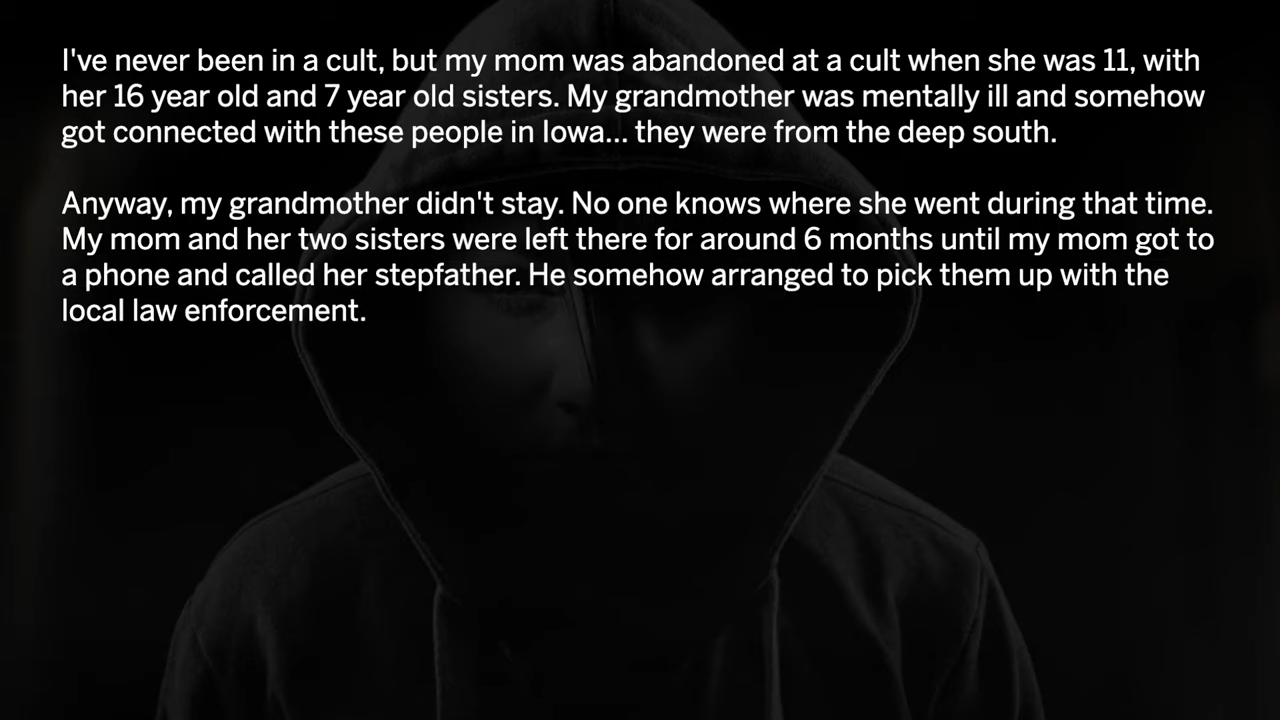 I've never been in a cult, but my mom was abandoned at a cult when she was 11, with
her 16 year old and 7 year old sisters. My grandmother was mentally ill and somehow
got connected with these people in Iowa... they were from the deep south.
Anyway, my grandmother didn't stay. No one knows where she went during that time.
My mom and her two sisters were left there for around 6 months until my mom got to
a phone and called her stepfather. He somehow arranged to pick them up with the
local law enforcement.